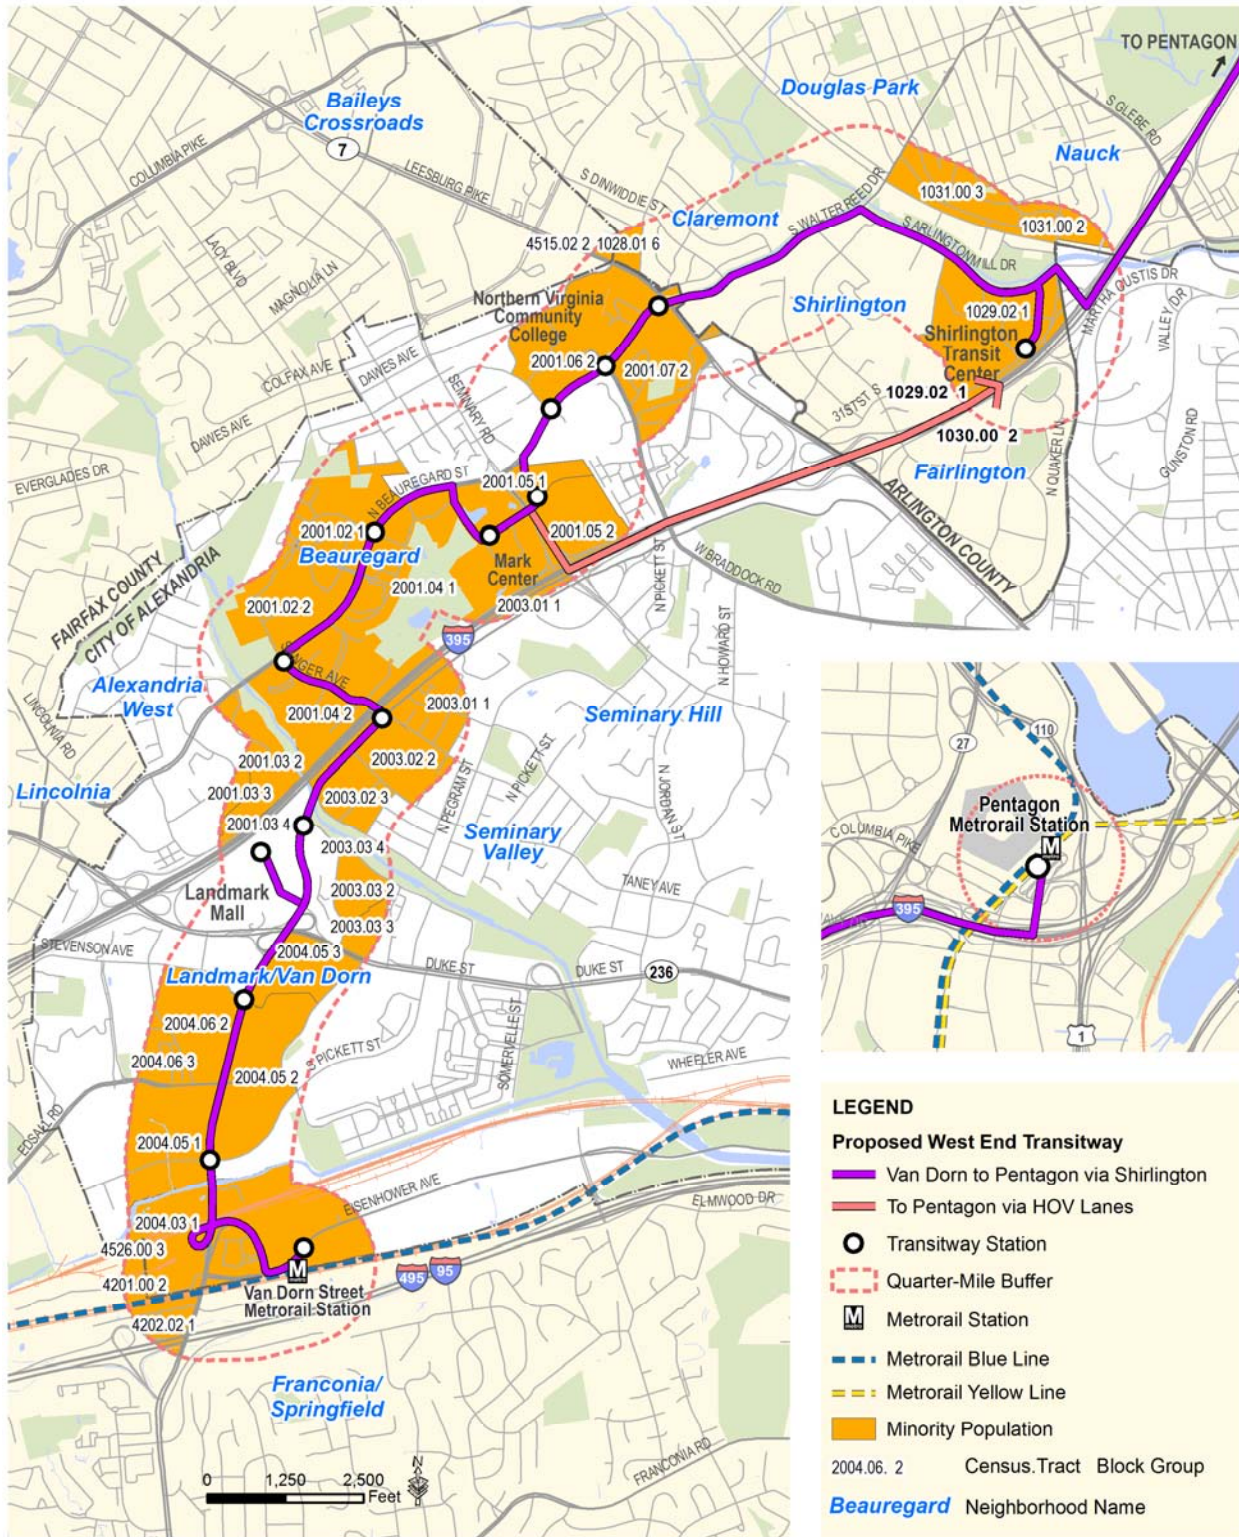 TO PENTAGON
Douglas Park
Baileys
Crossroads
7
COLUMBIA PIKE
LEESBURG PIKE
S GLEBE RD
Nauck
S DINWIDDIE ST
1031.00 3
Claremont
S WALTER REED DR
1031.00 2
LACY BLVD
4515.02 2
1028.01 6
S ARLINGTONMILL DR
MAGNOLIA LN
Northern Virginia
Community
College
Shirlington
1029.02 1
MARTHA CUSTIS DR
VALLEY DR
Shirlington
Transit
Center
2001.06 2
2001.07 2
COLFAX AVE
DAWES AVE
SEMINARY RD
1029.02 1
31STST S
DAWES AVE
1030.00 2
GUNSTON RD
N QUAKER LN
Fairlington
EVERGLADES DR
N BEAUREGARD ST
2001.05 1
ARLINGTON COUNTY
2001.02 1
2001.05 2
Beauregard
Mark
Center
FAIRFAX COUNTY
CITY OF ALEXANDRIA
N PICKETT ST
W BRADDOCK RD
2001.04 1
2001.02 2
2003.01 1
395
N HOWARD ST
Alexandria
West
2001.04 2
2003.01 1
Seminary Hill
LINCOLNIA RD
2001.03 2
2003.02 2
N PICKETT ST
N JORDAN ST
Lincolnia
2001.03 3
2003.02 3
N PEGRAM ST
2001.03 4
2003.03 4
Seminary
Valley
Landmark
Mall
2003.03 2
TANEY AVE
2003.03 3
STEVENSON AVE
2004.05 3
DUKE ST
DUKE ST
236
Landmark/Van Dorn
2004.06 2
SOMERVELLE ST
S PICKETT ST
WHEELER AVE
2004.06 3
2004.05 2
EDSALL RD
2004.05 1
EISENHOWER AVE
ELMWOOD DR
2004.03 1
4526.00 3
4201.00 2
M
495
95
Van Dorn Street
Metrorail Station
4202.02 1
Franconia/
Springfield
FRANCONIA RD
0 1,250 2,500
Feet
N
110
27
Pentagon
Metrorail Station
COLUMBIA PIKE
M
395
1
LEGEND
Proposed West End Transitway
Van Dorn to Pentagon via Shirlington
To Pentagon via HOV Lanes
Transitway Station
Quarter-Mile Buffer
M Metrorail Station
Metrorail Blue Line
Metrorail Yellow Line
Minority Population
2004.06. 2 Census.Tract Block Group
Beauregard Neighborhood Name